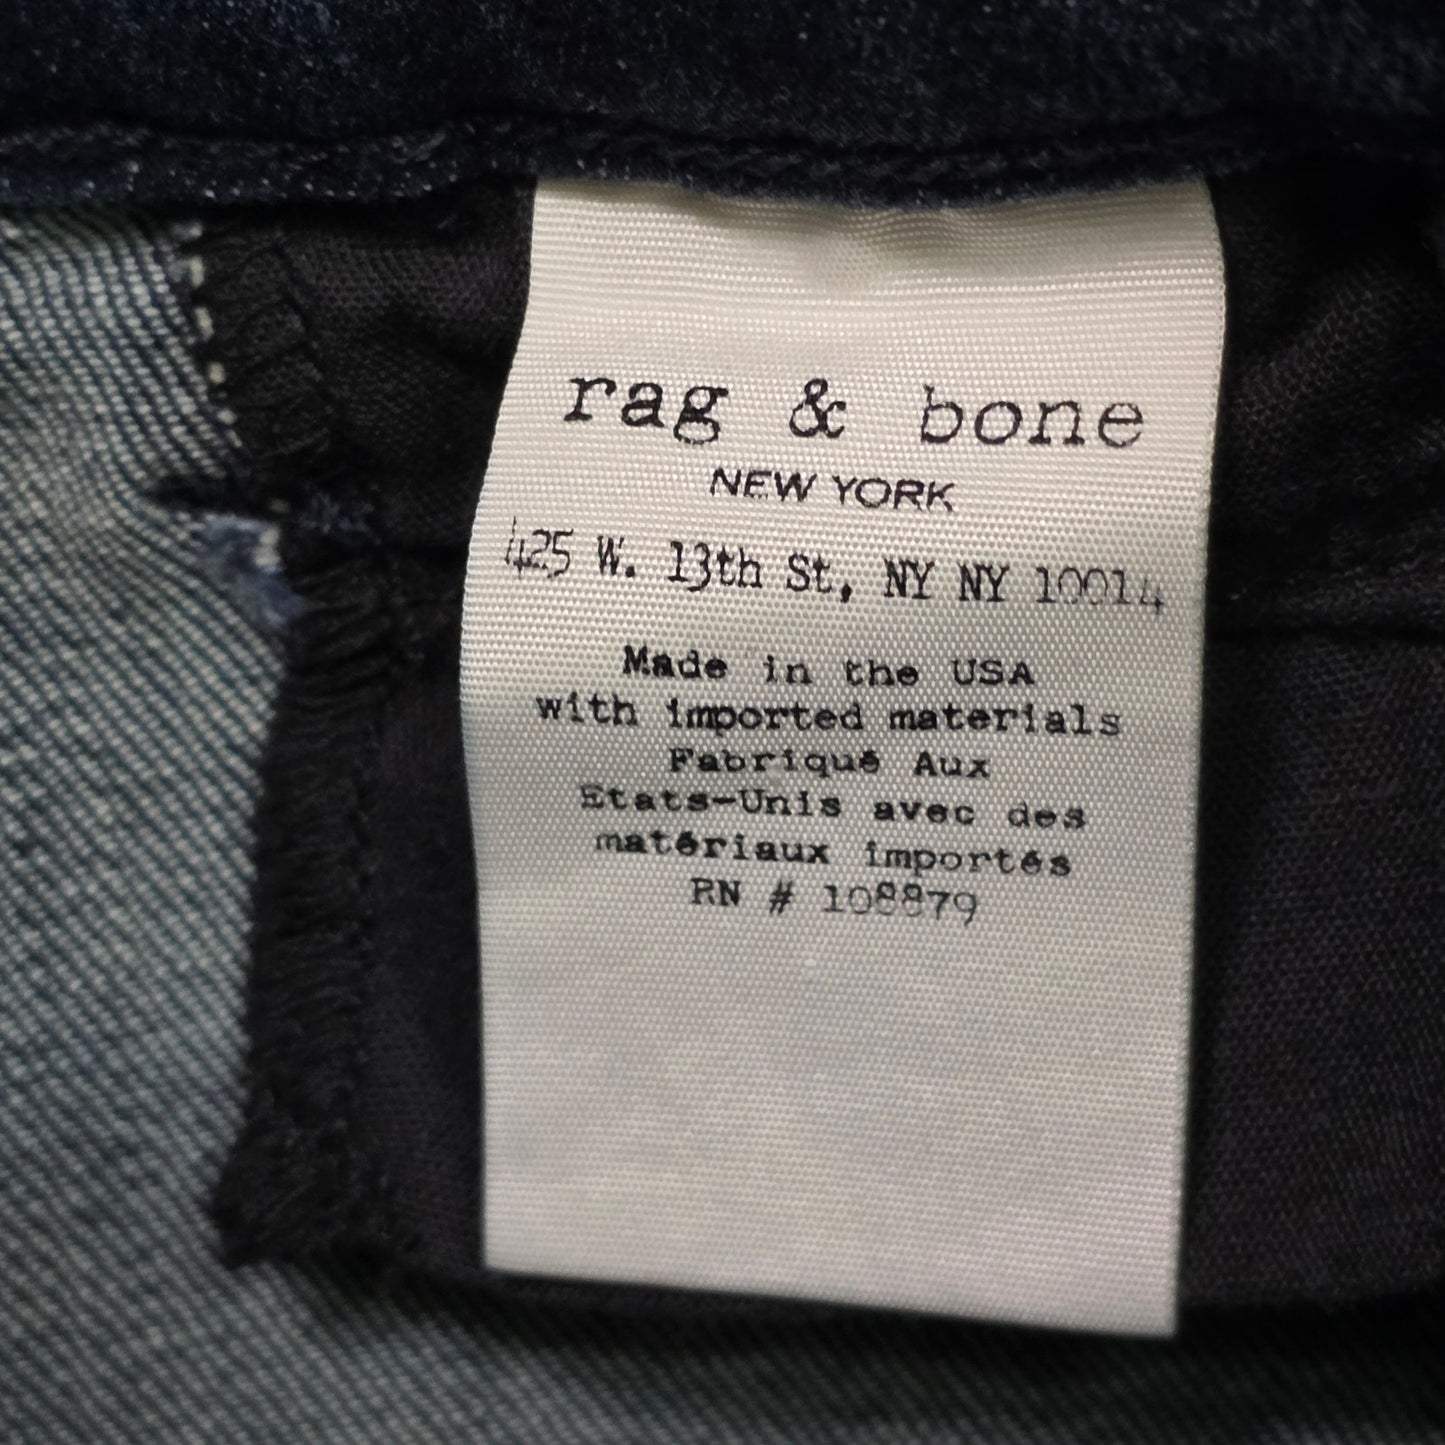 rag & bone
NEW YORK
425 W. 13th St, NY NY 10014
Made in the USA
with imported materials
Fabriqué Aux
Etats-Unis avec des
matériaux importés
RN # 108879